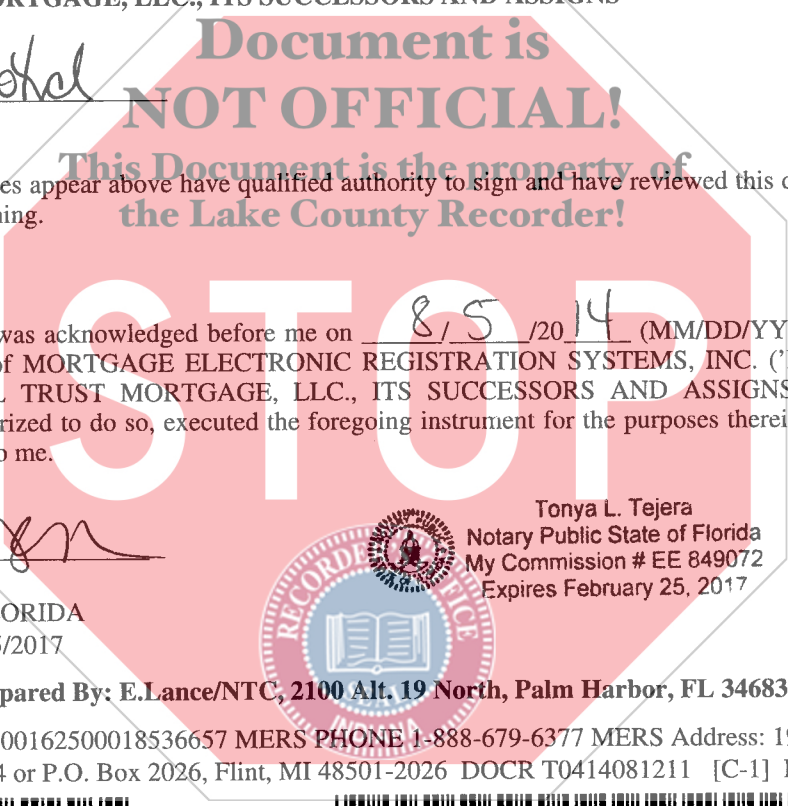 ORTGAGE, LLC., ITS SUCCESSORS AND ASSIGNS
Document is
NOT OFFICIAL!
This Document is the property of
es appear above have qualified authority to sign and have reviewed this
the Lake County Recorder!
ning.
STOP
was acknowledged before me on 8/5/2014 (MM/DD/YY
of MORTGAGE ELECTRONIC REGISTRATION SYSTEMS, INC. ('
L TRUST MORTGAGE, LLC., ITS SUCCESSORS AND ASSIGNS
rized to do so, executed the foregoing instrument for the purposes therei
o me.
Tonya L. Tejera
Notary Public State of Florida
My Commission # EE 849072
Expires February 25, 2017
RECORDER OFFICE
INDIANA
ORIDA
5/2017
pared By: E.Lance/NTC, 2100 Alt. 19 North, Palm Harbor, FL 34683
00162500018536657 MERS PHONE 1-888-679-6377 MERS Address: 19
4 or P.O. Box 2026, Flint, MI 48501-2026 DOCR T0414081211 [C-1]